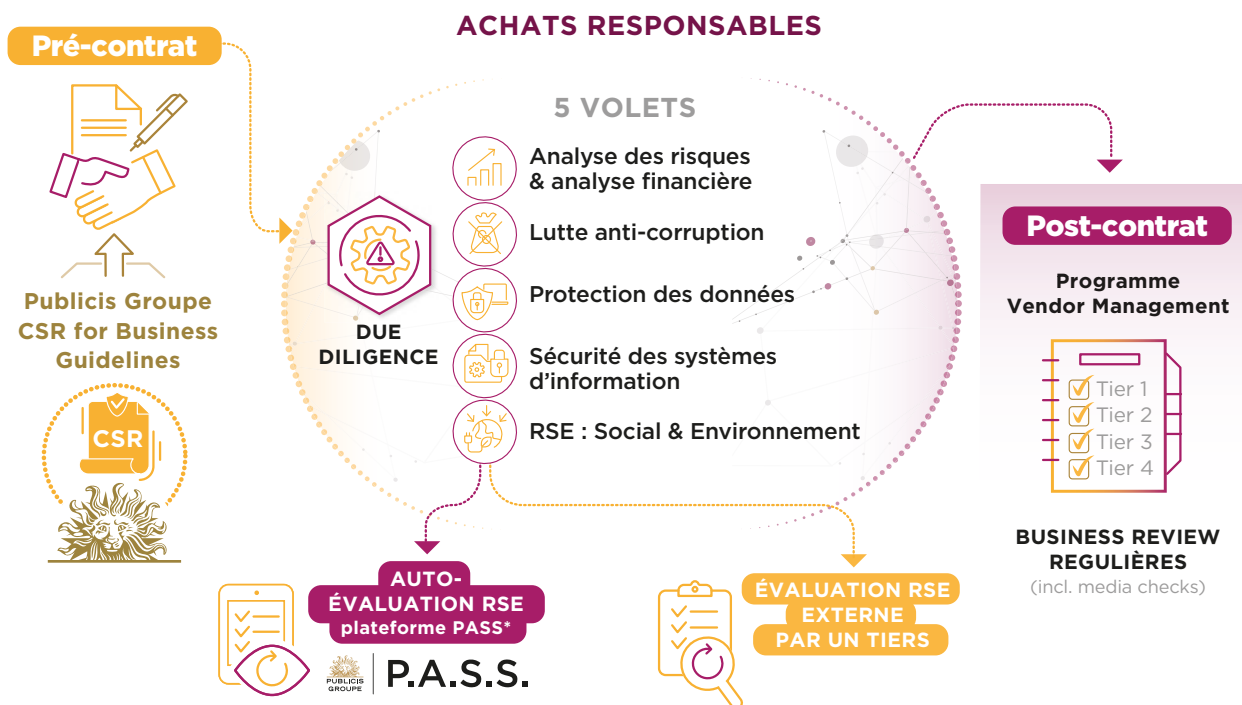 ACHATS RESPONSABLES
Pré-contrat
Publicis Groupe
CSR for Business
Guidelines
CSR
5 VOLETS
DUE
DILIGENCE
Analyse des risques
& analyse financière
Lutte anti-corruption
Protection des données
Sécurité des systèmes
d'information
RSE : Social & Environnement
AUTO-
ÉVALUATION RSE
plateforme PASS*
PUBLICIS
GROUPE
P.A.S.S.
ÉVALUATION RSE
EXTERNE
PAR UN TIERS
Post-contrat
Programme
Vendor Management
Tier 1
Tier 2
Tier 3
Tier 4
BUSINESS REVIEW
REGULIÈRES
(incl. media checks)